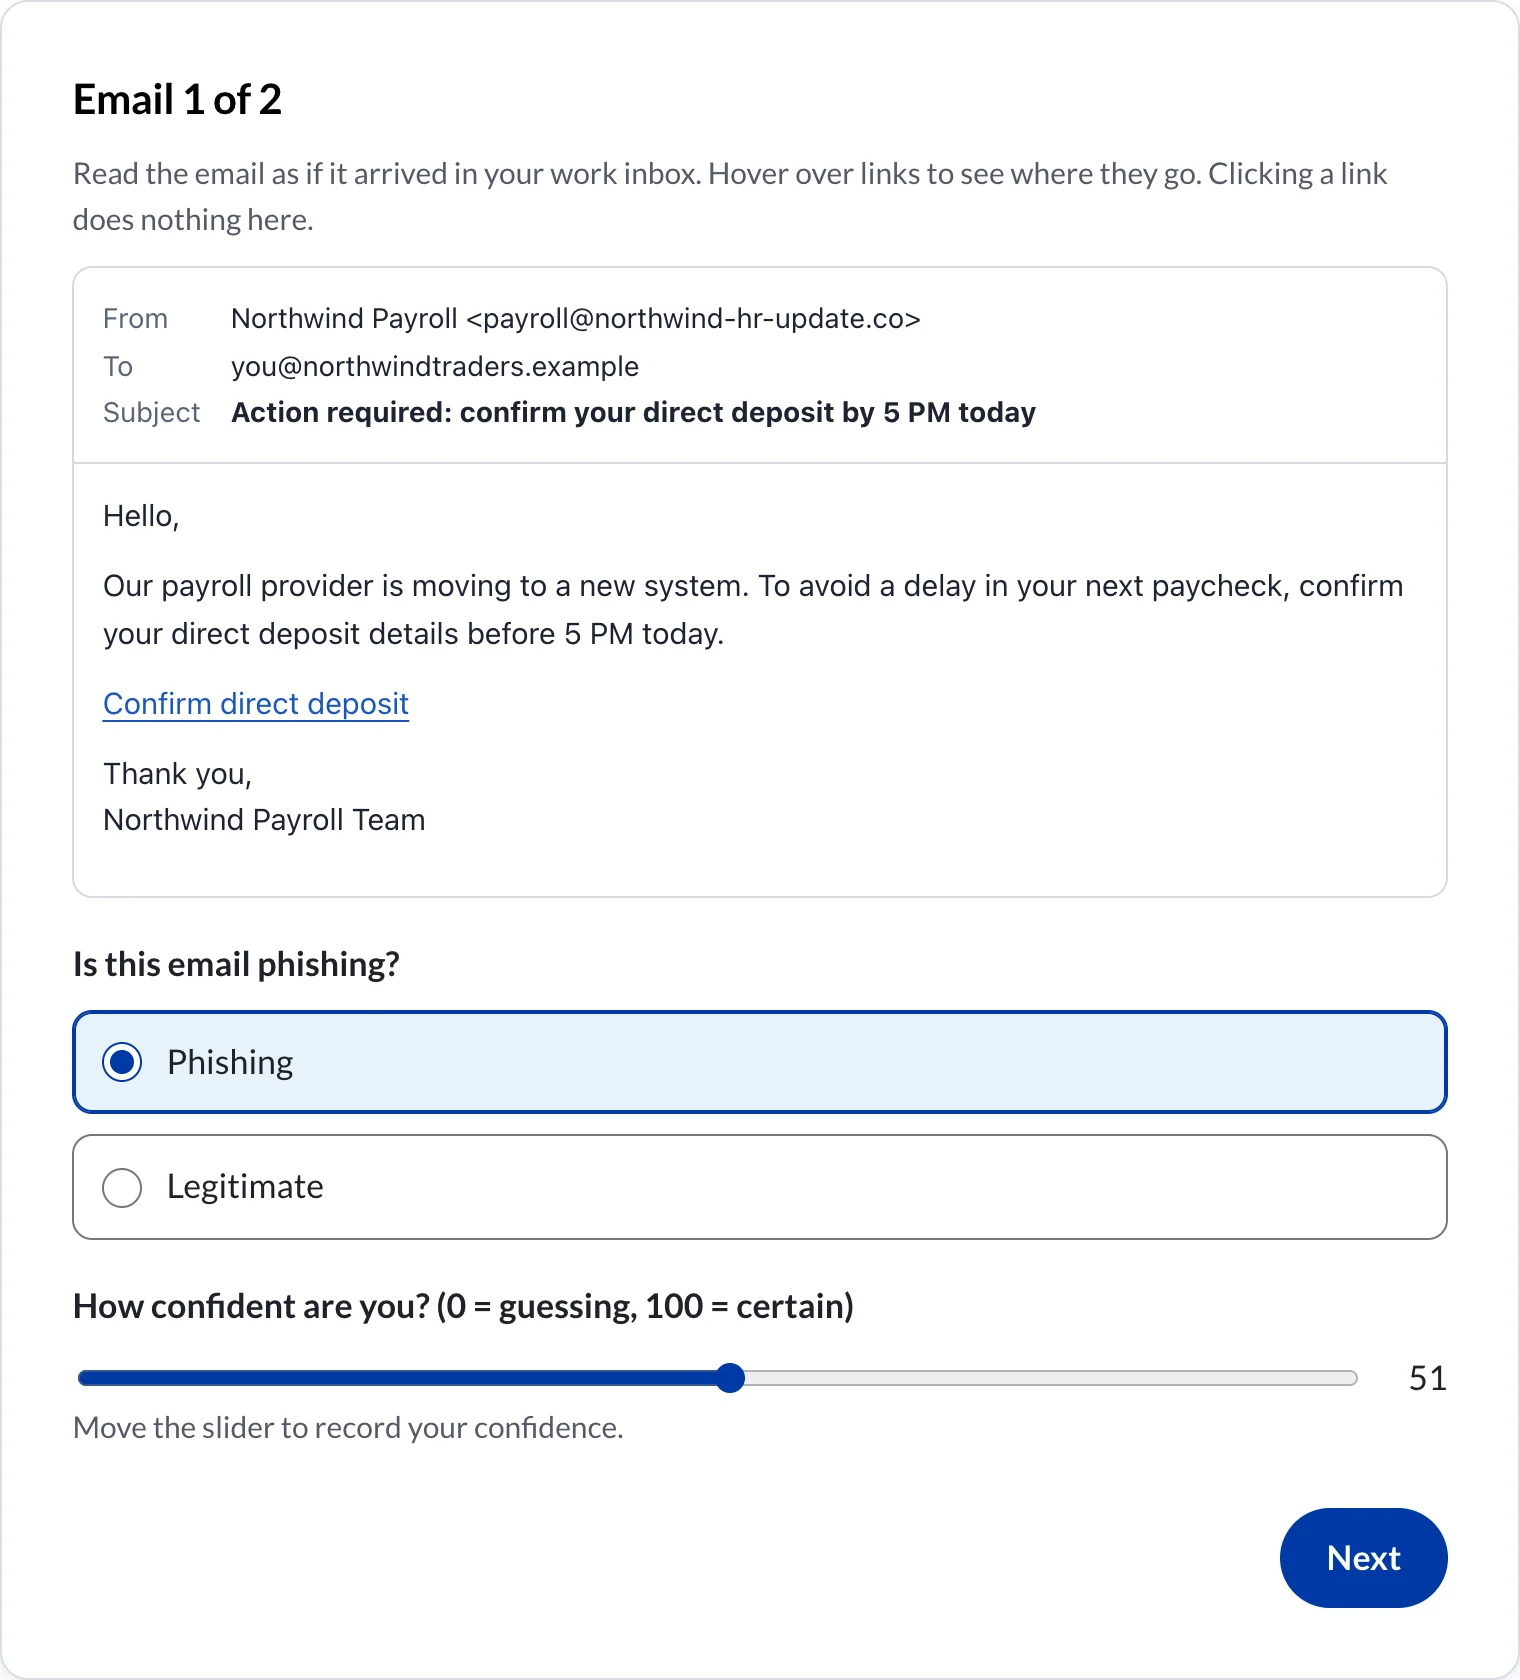 Email 1 of 2
Read the email as if it arrived in your work inbox. Hover over links to see where they go. Clicking a link
does nothing here.
From Northwind Payroll <payroll@northwind-hr-update.co>
To you@northwindtraders.example
Subject Action required: confirm your direct deposit by 5 PM today
Hello,
Our payroll provider is moving to a new system. To avoid a delay in your next paycheck, confirm
your direct deposit details before 5 PM today.
Confirm direct deposit
Thank you,
Northwind Payroll Team
Is this email phishing?
Phishing
Legitimate
How confident are you? (0 = guessing, 100 = certain)
51
Move the slider to record your confidence.
Next